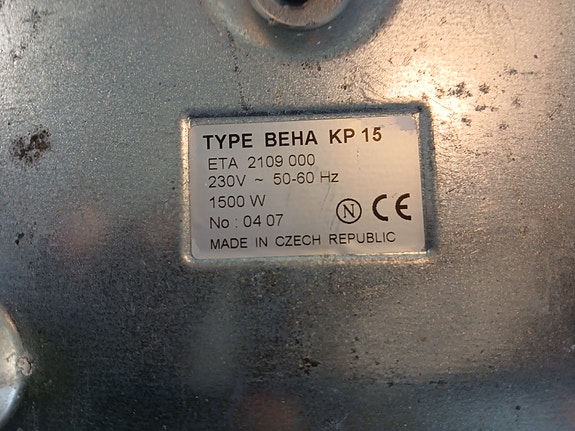 TYPE BEHA KP 15
ETA 2109 000
230V ~ 50-60 Hz
1500 W
No : 04 07
N CE
MADE IN CZECH REPUBLIC